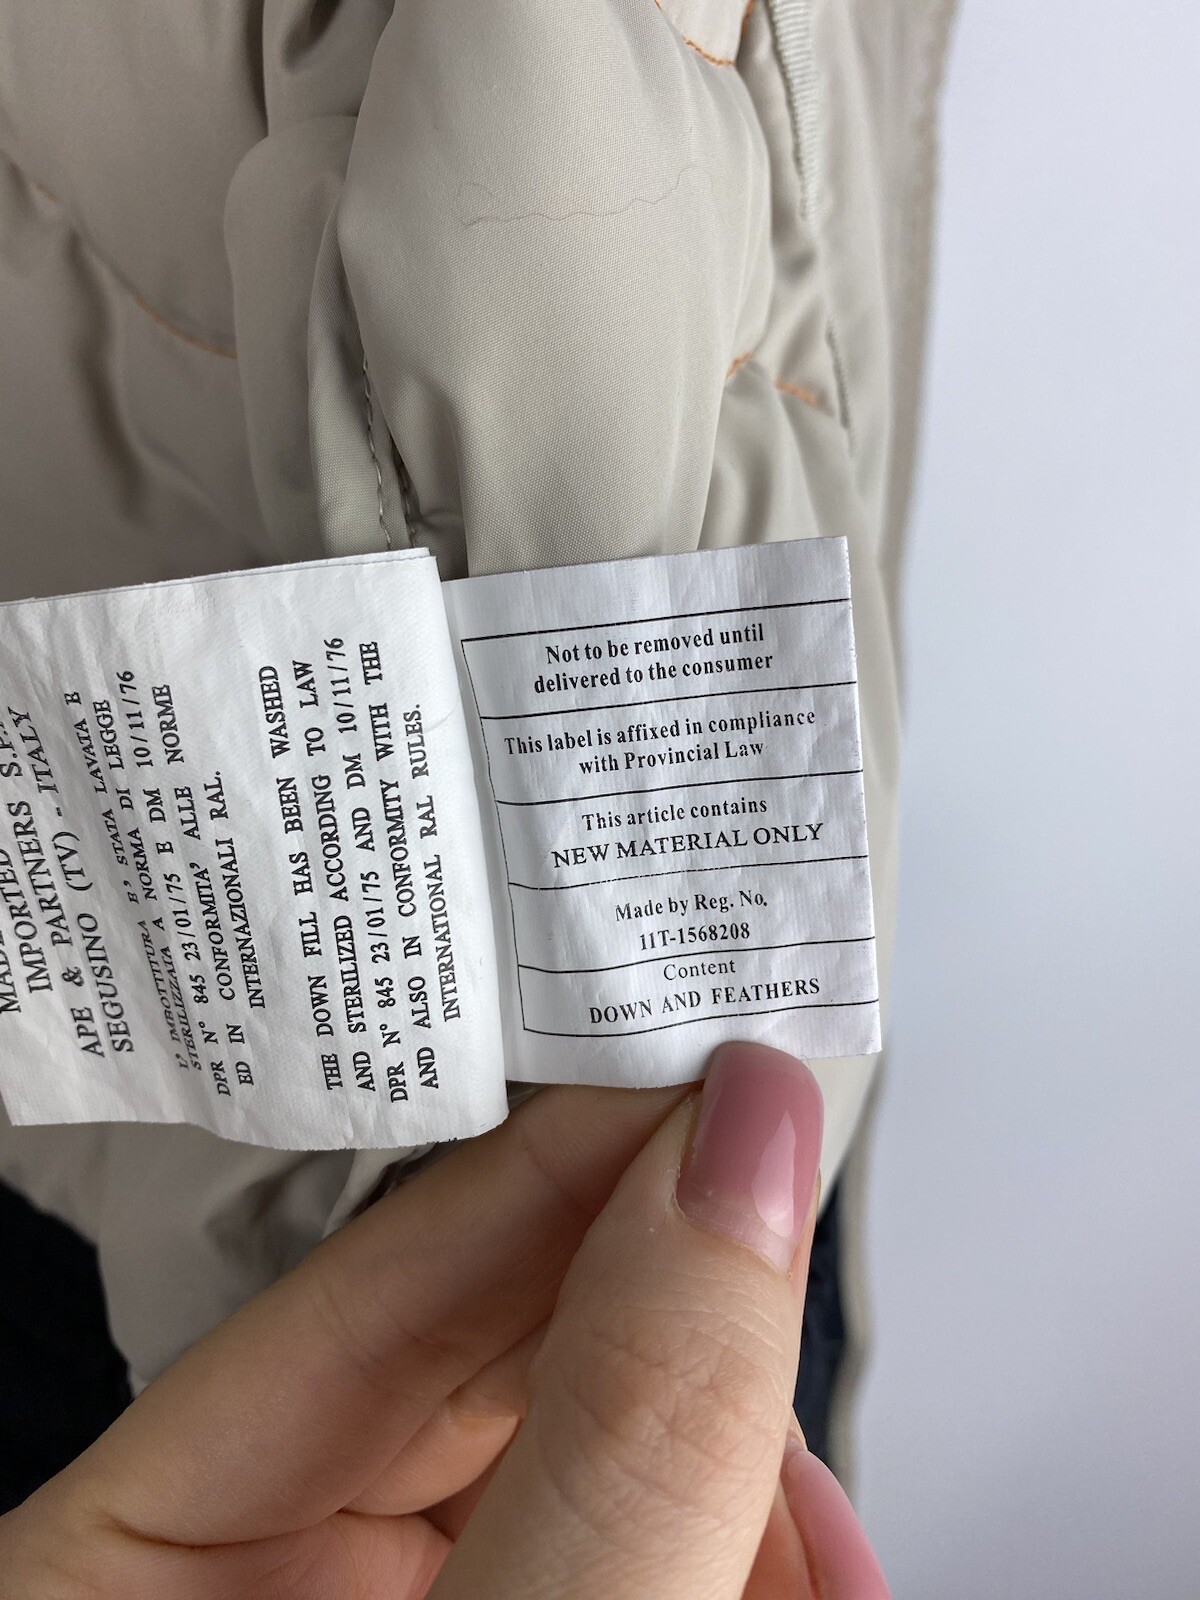 IMPORTERS S.P.A
APE & PARTNERS - ITALY
SEGUSINO (TV)
L' IMBOTTITURA E' STATA LAVATA E
STERILIZZATA A NORMA DI LEGGE
DPR N° 845 23/01/75 E DM 10/11/76
ED IN CONFORMITA' ALLE NORME
INTERNAZIONALI RAL.
THE DOWN FILL HAS BEEN WASHED
AND STERILIZED ACCORDING TO LAW
DPR N° 845 23/01/75 AND DM 10/11/76
AND ALSO IN CONFORMITY WITH THE
INTERNATIONAL RAL RULES.
Not to be removed until
delivered to the consumer
This label is affixed in compliance
with Provincial Law
This article contains
NEW MATERIAL ONLY
Made by Reg. No.
11T-1568208
Content
DOWN AND FEATHERS